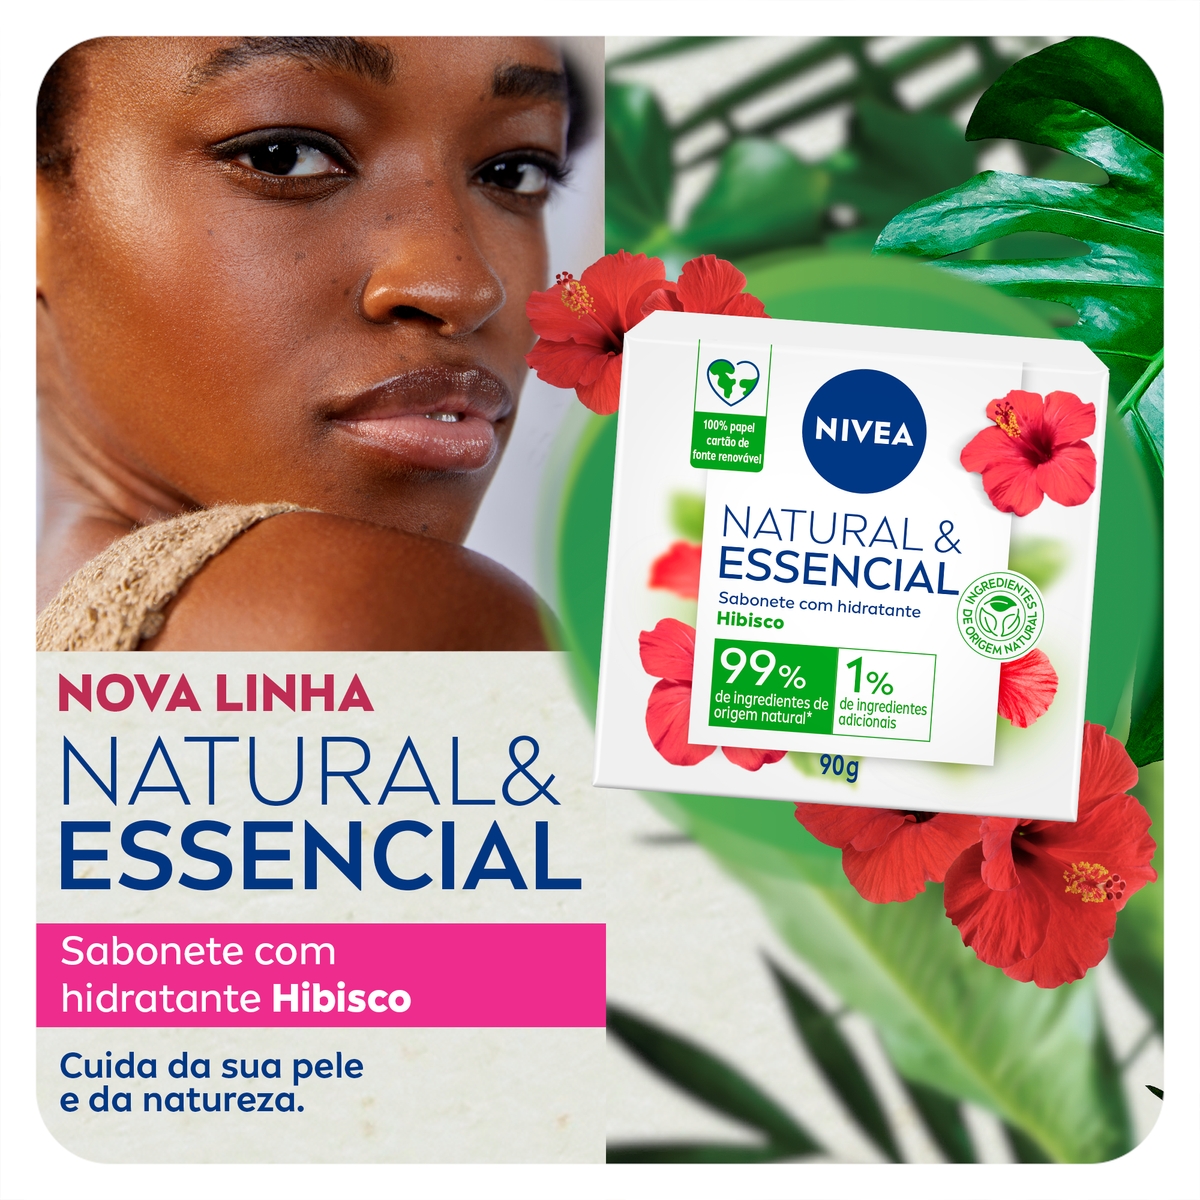 100% papel
cartão de
fonte renovável
NIVEA
NATURAL &
ESSENCIAL
Sabonete com hidratante
Hibisco
INGREDIENTES
DE ORIGEM NATURAL
99%
de ingredientes de
origem natural*
1%
de ingredientes
adicionais
90g
NOVA LINHA
NATURAL&
ESSENCIAL
Sabonete com
hidratante Hibisco
Cuida da sua pele
e da natureza.